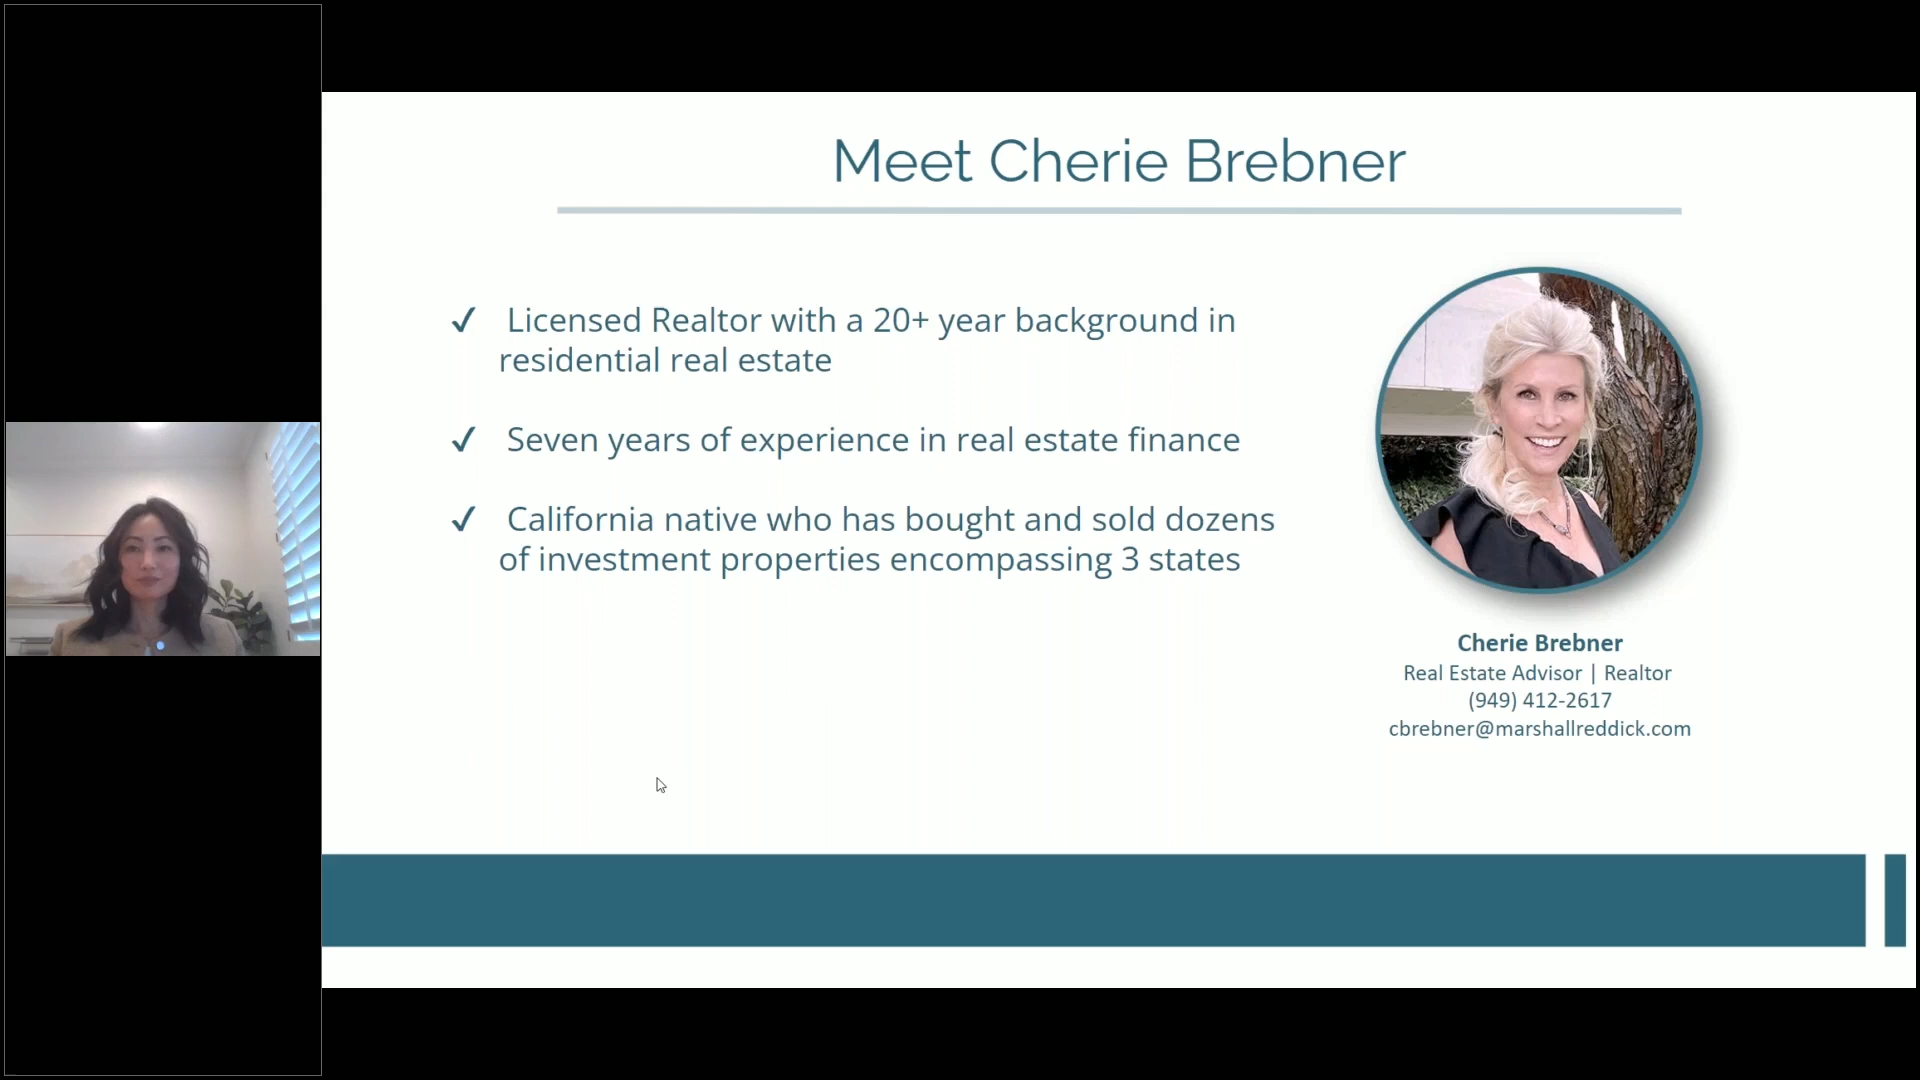 Meet Cherie Brebner
✓ Licensed Realtor with a 20+ year background in
residential real estate
✓ Seven years of experience in real estate finance
✓ California native who has bought and sold dozens
of investment properties encompassing 3 states
Cherie Brebner
Real Estate Advisor | Realtor
(949) 412-2617
cbrebner@marshallreddick.com